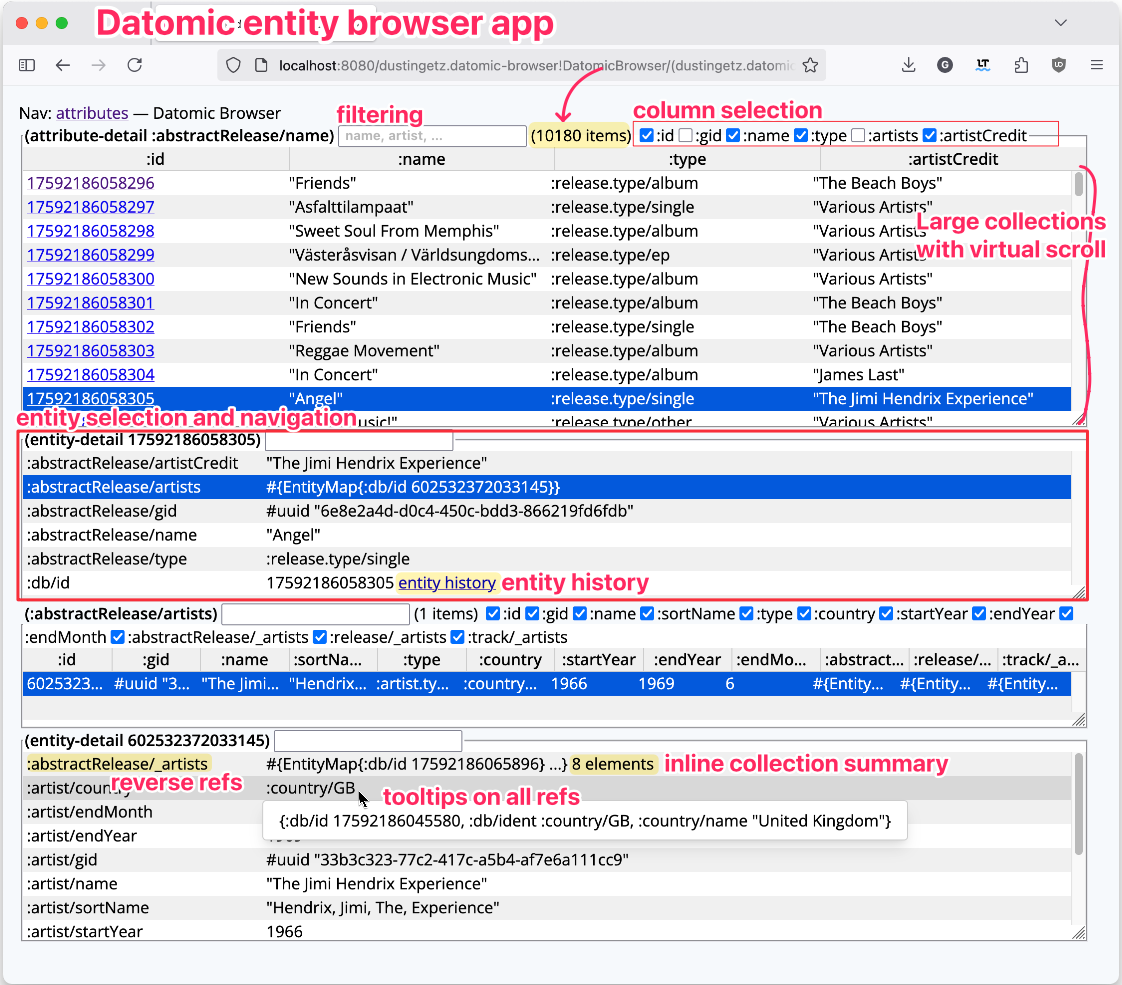 Datomic entity browser app
localhost:8080/dustingetz.datomic-browser!DatomicBrowser/(dustingetz.datomic
Nav: attributes — Datomic Browser
filtering
column selection
(attribute-detail :abstractRelease/name) name, artist, ... (10180 items) :id :gid :name :type :artists :artistCredit
:id :name :type :artistCredit
17592186058296 "Friends" :release.type/album "The Beach Boys"
17592186058297 "Asfalttilampaat" :release.type/single "Various Artists"
17592186058298 "Sweet Soul From Memphis" :release.type/album "Various Artists"
Large collections
with virtual scroll
17592186058299 "Västeråsvisan / Världsungdoms... :release.type/ep "Various Artists"
17592186058300 "New Sounds in Electronic Music" :release.type/album "Various Artists"
17592186058301 "In Concert" :release.type/album "The Beach Boys"
17592186058302 "Friends" :release.type/single "The Beach Boys"
17592186058303 "Reggae Movement" :release.type/album "Various Artists"
17592186058304 "In Concert" :release.type/album "James Last"
17592186058305 "Angel" :release.type/single "The Jimi Hendrix Experience"
entity selection and navigation
usic!" :release.type/other "Various Artists"
(entity-detail 17592186058305)
:abstractRelease/artistCredit "The Jimi Hendrix Experience"
:abstractRelease/artists #{EntityMap{:db/id 602532372033145}}
:abstractRelease/gid #uuid "6e8e2a4d-d0c4-450c-bdd3-866219fd6fdb"
:abstractRelease/name "Angel"
:abstractRelease/type :release.type/single
:db/id 17592186058305 entity history entity history
(:abstractRelease/artists) (1 items) :id :gid :name :sortName :type :country :startYear :endYear
:endMonth :abstractRelease/_artists :release/_artists :track/_artists
:id :gid :name :sortNa... :type :country :startYear :endYear :endMo... :abstract... :release/... :track/_a...
6025323... #uuid "3... "The Jimi... "Hendrix... :artist.ty... :country... 1966 1969 6 #{Entity... #{Entity... #{Entity...
(entity-detail 602532372033145)
:abstractRelease/_artists #{EntityMap{:db/id 17592186065896} ...} 8 elements inline collection summary
reverse refs
:artist/country :country/GB
tooltips on all refs
:artist/endMonth
{:db/id 17592186045580, :db/ident :country/GB, :country/name "United Kingdom"}
:artist/endYear 1969
:artist/gid #uuid "33b3c323-77c2-417c-a5b4-af7e6a111cc9"
:artist/name "The Jimi Hendrix Experience"
:artist/sortName "Hendrix, Jimi, The, Experience"
:artist/startYear 1966